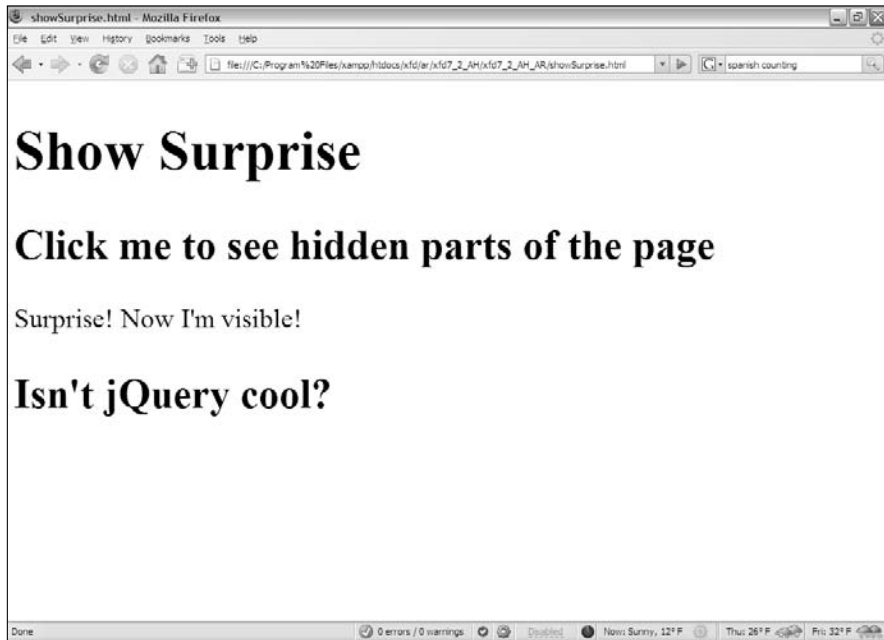 showSurprise.html - Mozilla Firefox
File Edit View History Bookmarks Tools Help
file:///C:/Program%20Files/xampp/htdocs/xfd/ar/xfd7_2_AH/xfd7_2_AH_AR/showSurprise.html
G spanish counting
Show Surprise
Click me to see hidden parts of the page
Surprise! Now I'm visible!
Isn't jQuery cool?
Done 0 errors / 0 warnings Disabled Now: Sunny, 12° F Thu: 26° F Fri: 32° F